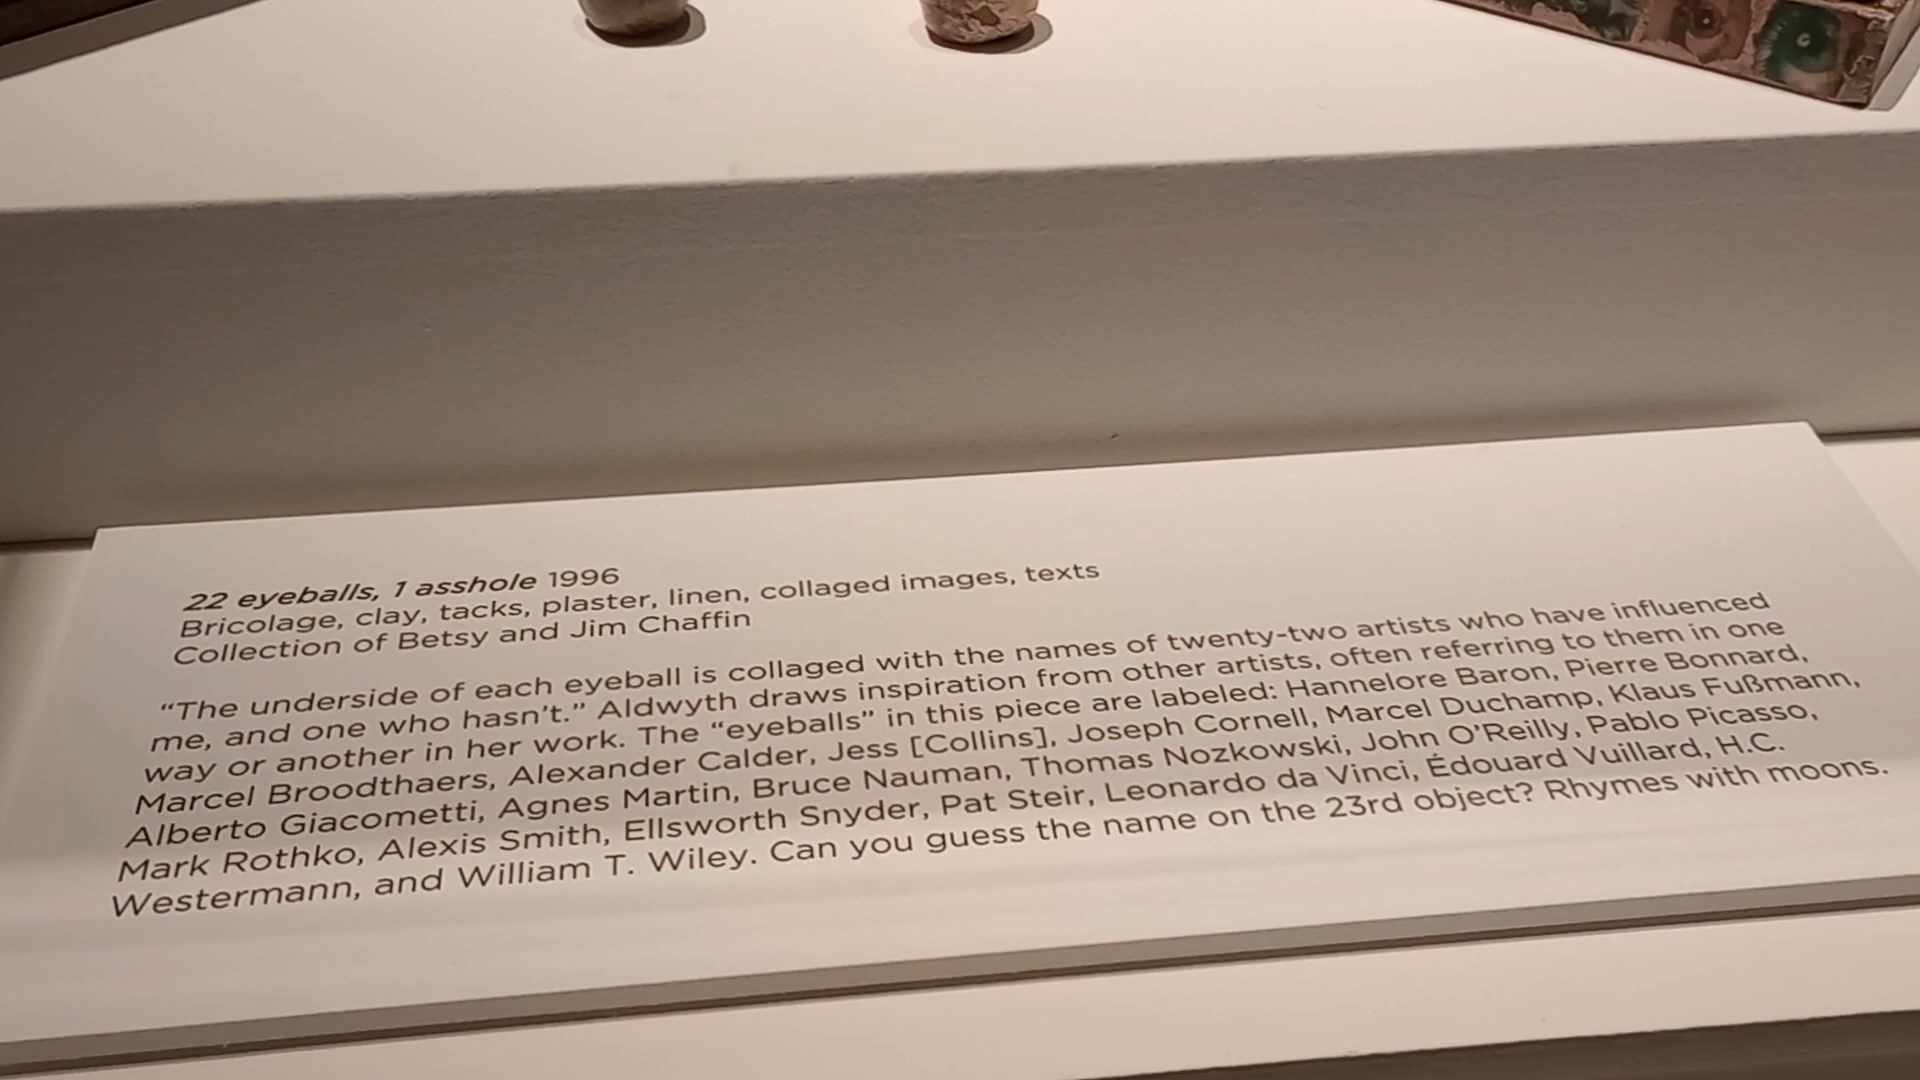 22 eyeballs, 1 asshole 1996
Bricolage, clay, tacks, plaster, linen, collaged images, texts
Collection of Betsy and Jim Chaffin
“The underside of each eyeball is collaged with the names of twenty-two artists who have influenced
me, and one who hasn't.” Aldwyth draws inspiration from other artists, often referring to them in one
way or another in her work. The “eyeballs” in this piece are labeled: Hannelore Baron, Pierre Bonnard,
Marcel Broodthaers, Alexander Calder, Jess [Collins], Joseph Cornell, Marcel Duchamp, Klaus Fußmann,
Alberto Giacometti, Agnes Martin, Bruce Nauman, Thomas Nozkowski, John O'Reilly, Pablo Picasso,
Mark Rothko, Alexis Smith, Ellsworth Snyder, Pat Steir, Leonardo da Vinci, Édouard Vuillard, H.C.
Westermann, and William T. Wiley. Can you guess the name on the 23rd object? Rhymes with moons.